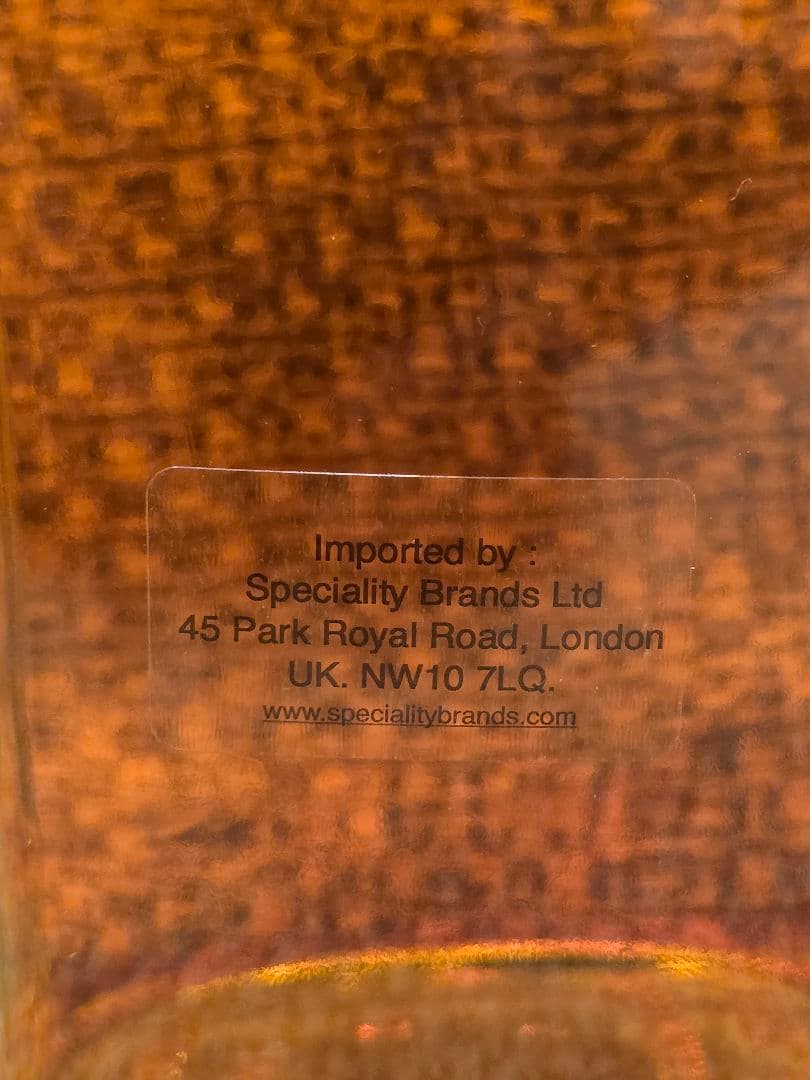 Imported by :
Speciality Brands Ltd
45 Park Royal Road, London
UK. NW10 7LQ.
www.specialitybrands.com